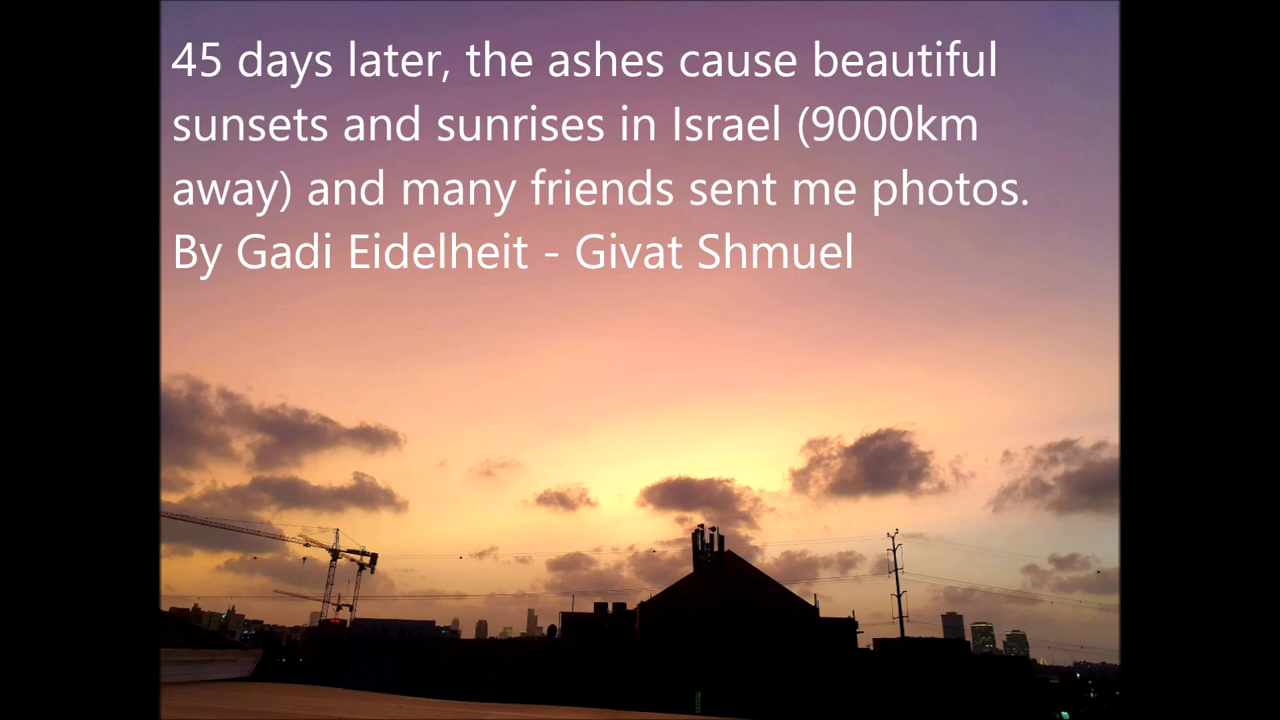 45 days later, the ashes cause beautiful
sunsets and sunrises in Israel (9000km
away) and many friends sent me photos.
By Gadi Eidelheit - Givat Shmuel